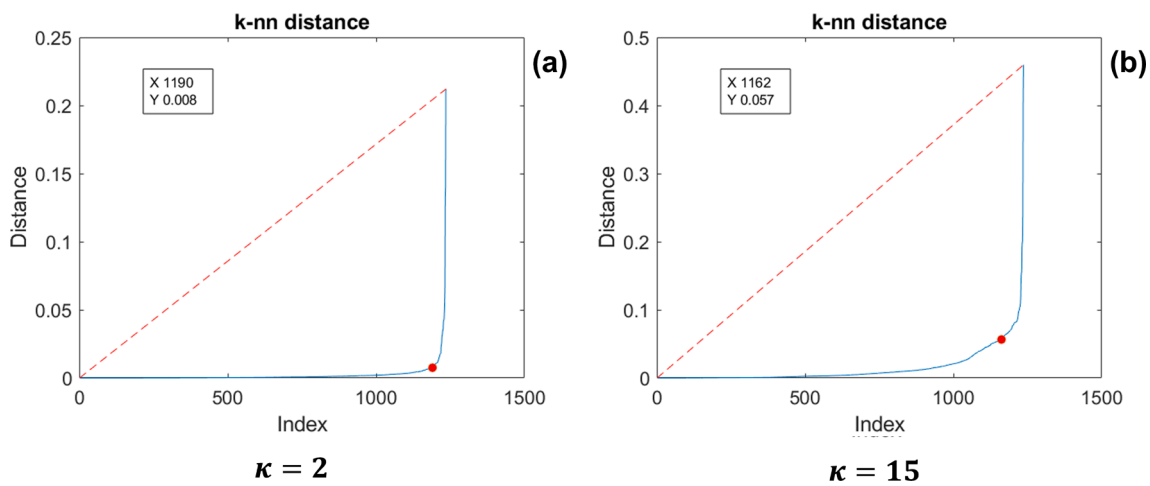 k-nn distance
0.25
0.2
0.15
0.1
0.05
0
Distance
X 1190
Y 0.008
0 500 1000 1500
Index
(a)
κ = 2
k-nn distance
0.5
0.4
0.3
0.2
0.1
0
Distance
X 1162
Y 0.057
0 500 1000 1500
Index
(b)
κ = 15